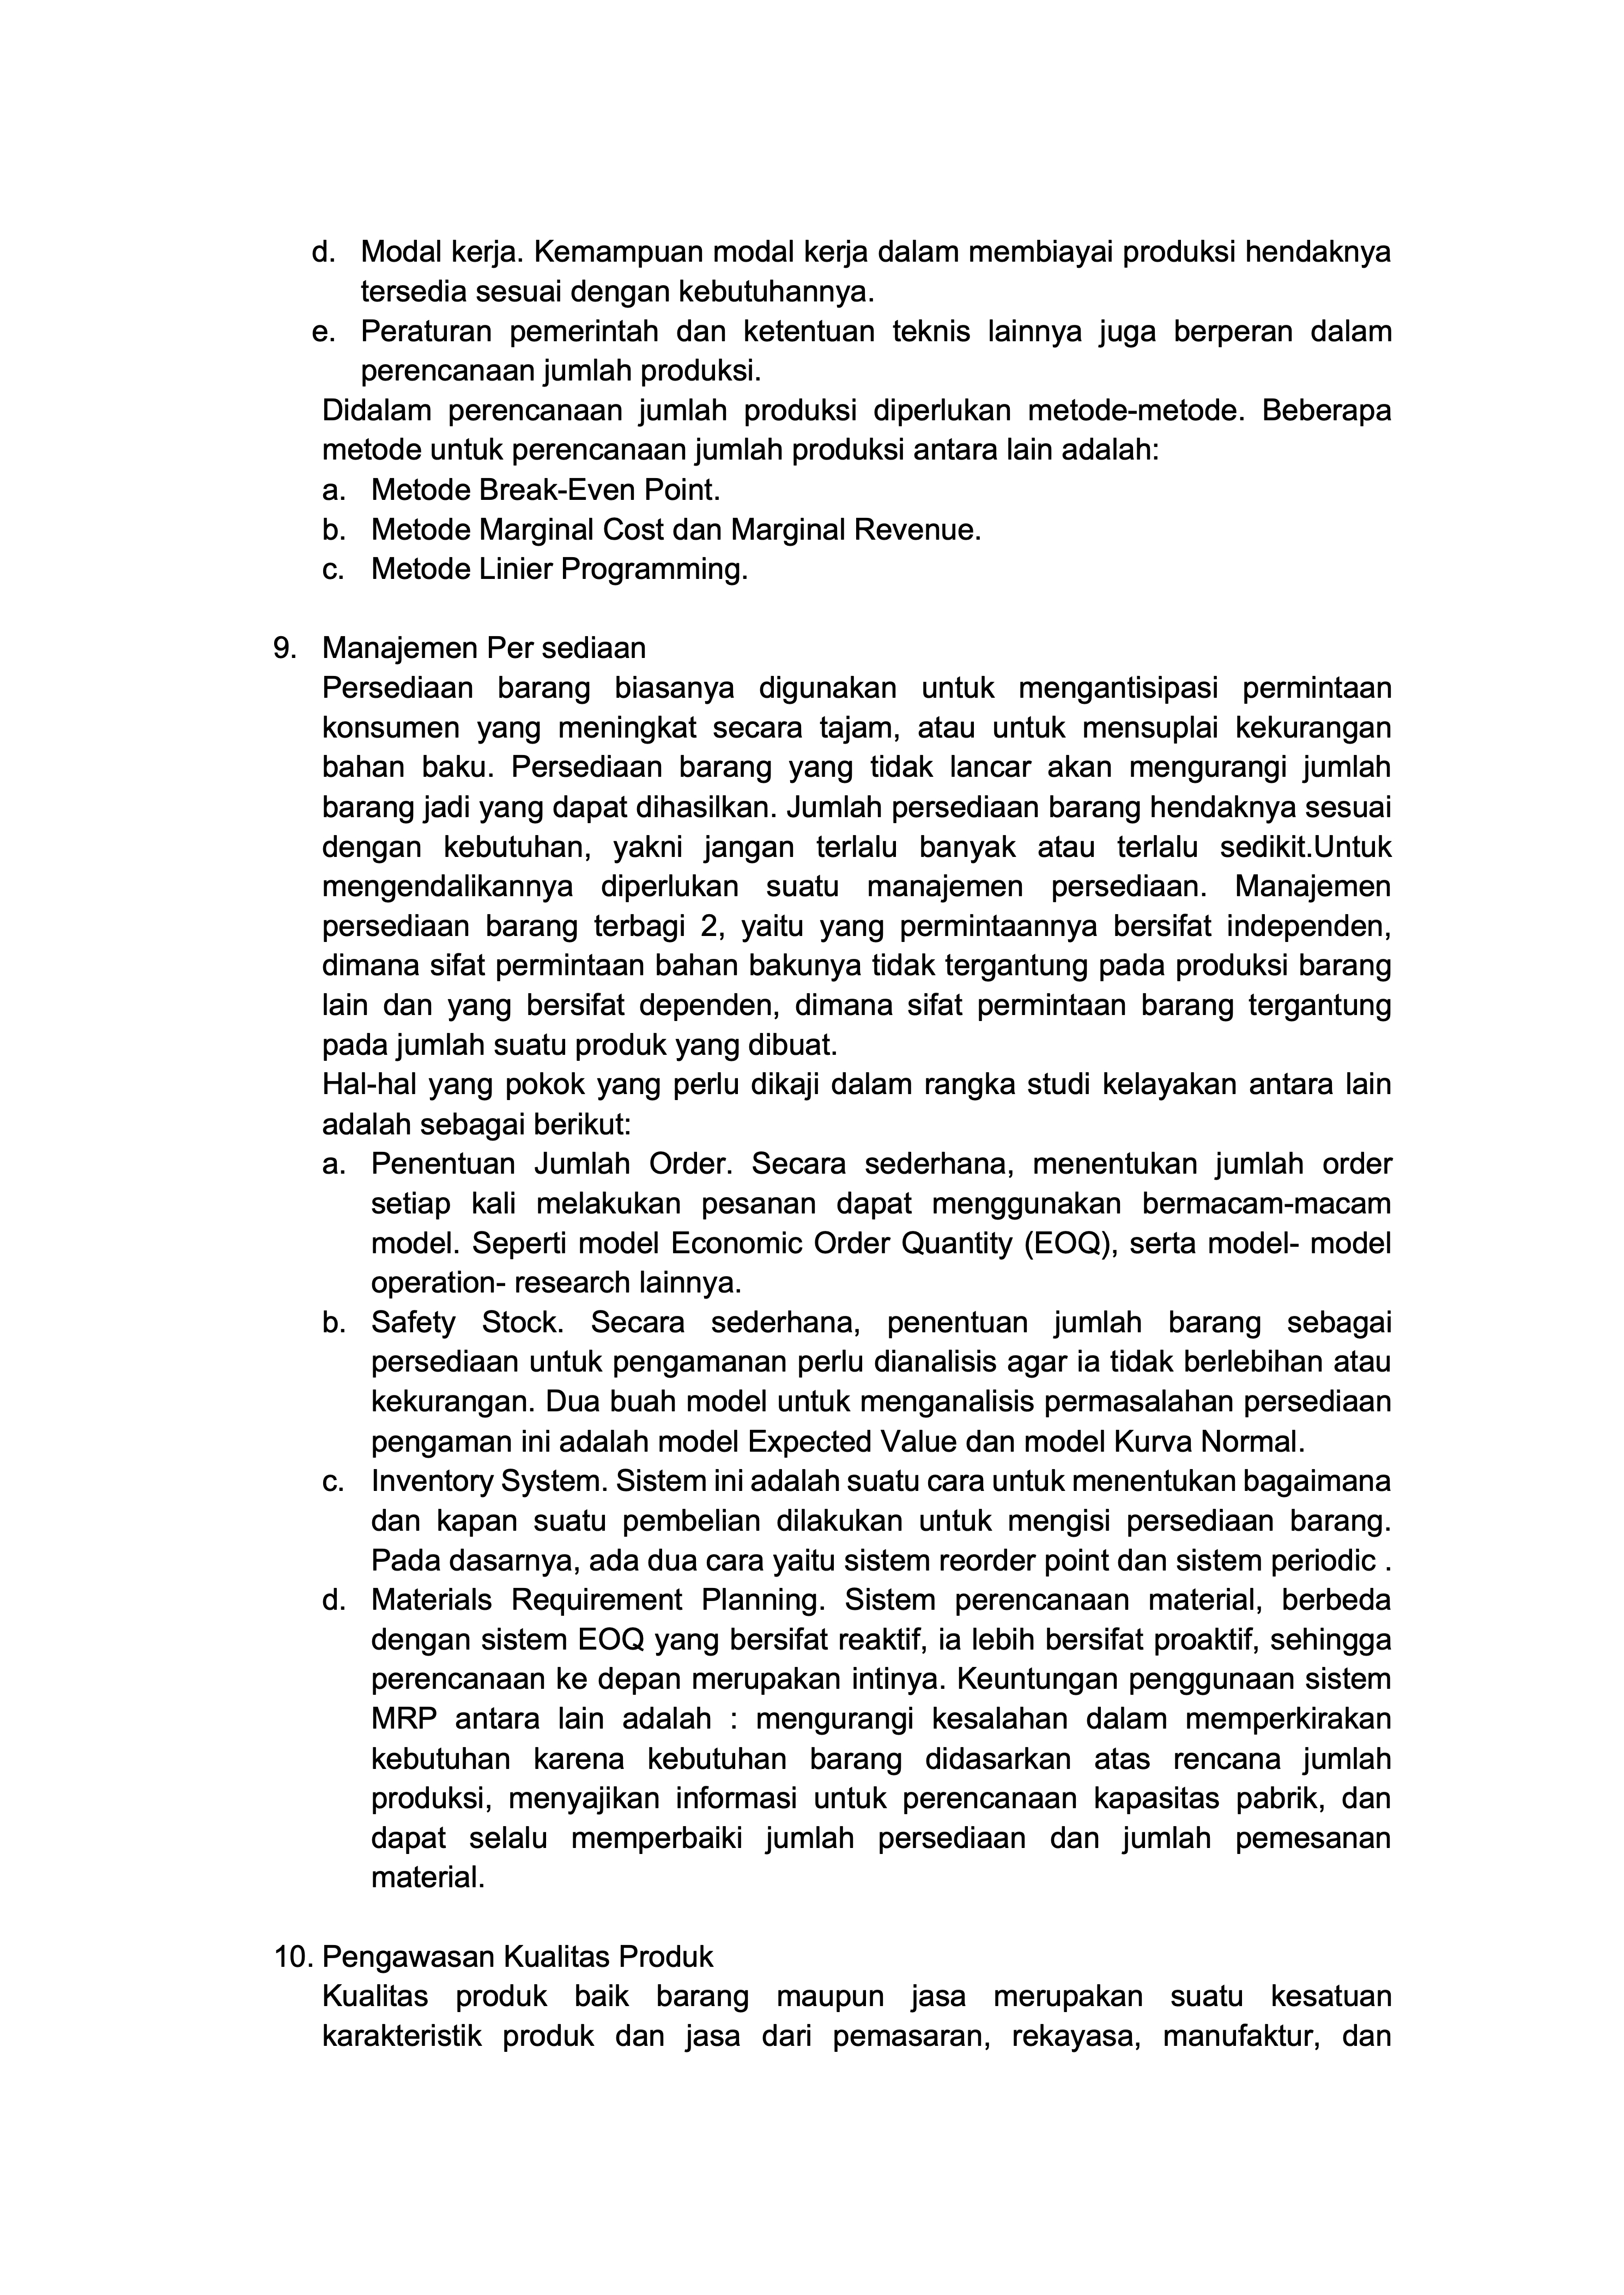 d. Modal kerja. Kemampuan modal kerja dalam membiayai produksi hendaknya
tersedia sesuai dengan kebutuhannya.
e. Peraturan pemerintah dan ketentuan teknis lainnya juga berperan dalam
perencanaan jumlah produksi.
Didalam perencanaan jumlah produksi diperlukan metode-metode. Beberapa
metode untuk perencanaan jumlah produksi antara lain adalah:
a. Metode Break-Even Point.
b. Metode Marginal Cost dan Marginal Revenue.
c. Metode Linier Programming.
9. Manajemen Per sediaan
Persediaan barang biasanya digunakan untuk mengantisipasi permintaan
konsumen yang meningkat secara tajam, atau untuk mensuplai kekurangan
bahan baku. Persediaan barang yang tidak lancar akan mengurangi jumlah
barang jadi yang dapat dihasilkan. Jumlah persediaan barang hendaknya sesuai
dengan kebutuhan, yakni jangan terlalu banyak atau terlalu sedikit.Untuk
mengendalikannya diperlukan suatu manajemen persediaan. Manajemen
persediaan barang terbagi 2, yaitu yang permintaannya bersifat independen,
dimana sifat permintaan bahan bakunya tidak tergantung pada produksi barang
lain dan yang bersifat dependen, dimana sifat permintaan barang tergantung
pada jumlah suatu produk yang dibuat.
Hal-hal yang pokok yang perlu dikaji dalam rangka studi kelayakan antara lain
adalah sebagai berikut:
a. Penentuan Jumlah Order. Secara sederhana, menentukan jumlah order
setiap kali melakukan pesanan dapat menggunakan bermacam-macam
model. Seperti model Economic Order Quantity (EOQ), serta model- model
operation- research lainnya.
b. Safety Stock. Secara sederhana, penentuan jumlah barang sebagai
persediaan untuk pengamanan perlu dianalisis agar ia tidak berlebihan atau
kekurangan. Dua buah model untuk menganalisis permasalahan persediaan
pengaman ini adalah model Expected Value dan model Kurva Normal.
c. Inventory System. Sistem ini adalah suatu cara untuk menentukan bagaimana
dan kapan suatu pembelian dilakukan untuk mengisi persediaan barang.
Pada dasarnya, ada dua cara yaitu sistem reorder point dan sistem periodic .
d. Materials Requirement Planning. Sistem perencanaan material, berbeda
dengan sistem EOQ yang bersifat reaktif, ia lebih bersifat proaktif, sehingga
perencanaan ke depan merupakan intinya. Keuntungan penggunaan sistem
MRP antara lain adalah : mengurangi kesalahan dalam memperkirakan
kebutuhan karena kebutuhan barang didasarkan atas rencana jumlah
produksi, menyajikan informasi untuk perencanaan kapasitas pabrik, dan
dapat selalu memperbaiki jumlah persediaan dan jumlah pemesanan
material.
10. Pengawasan Kualitas Produk
Kualitas produk baik barang maupun jasa merupakan suatu kesatuan
karakteristik produk dan jasa dari pemasaran, rekayasa, manufaktur, dan